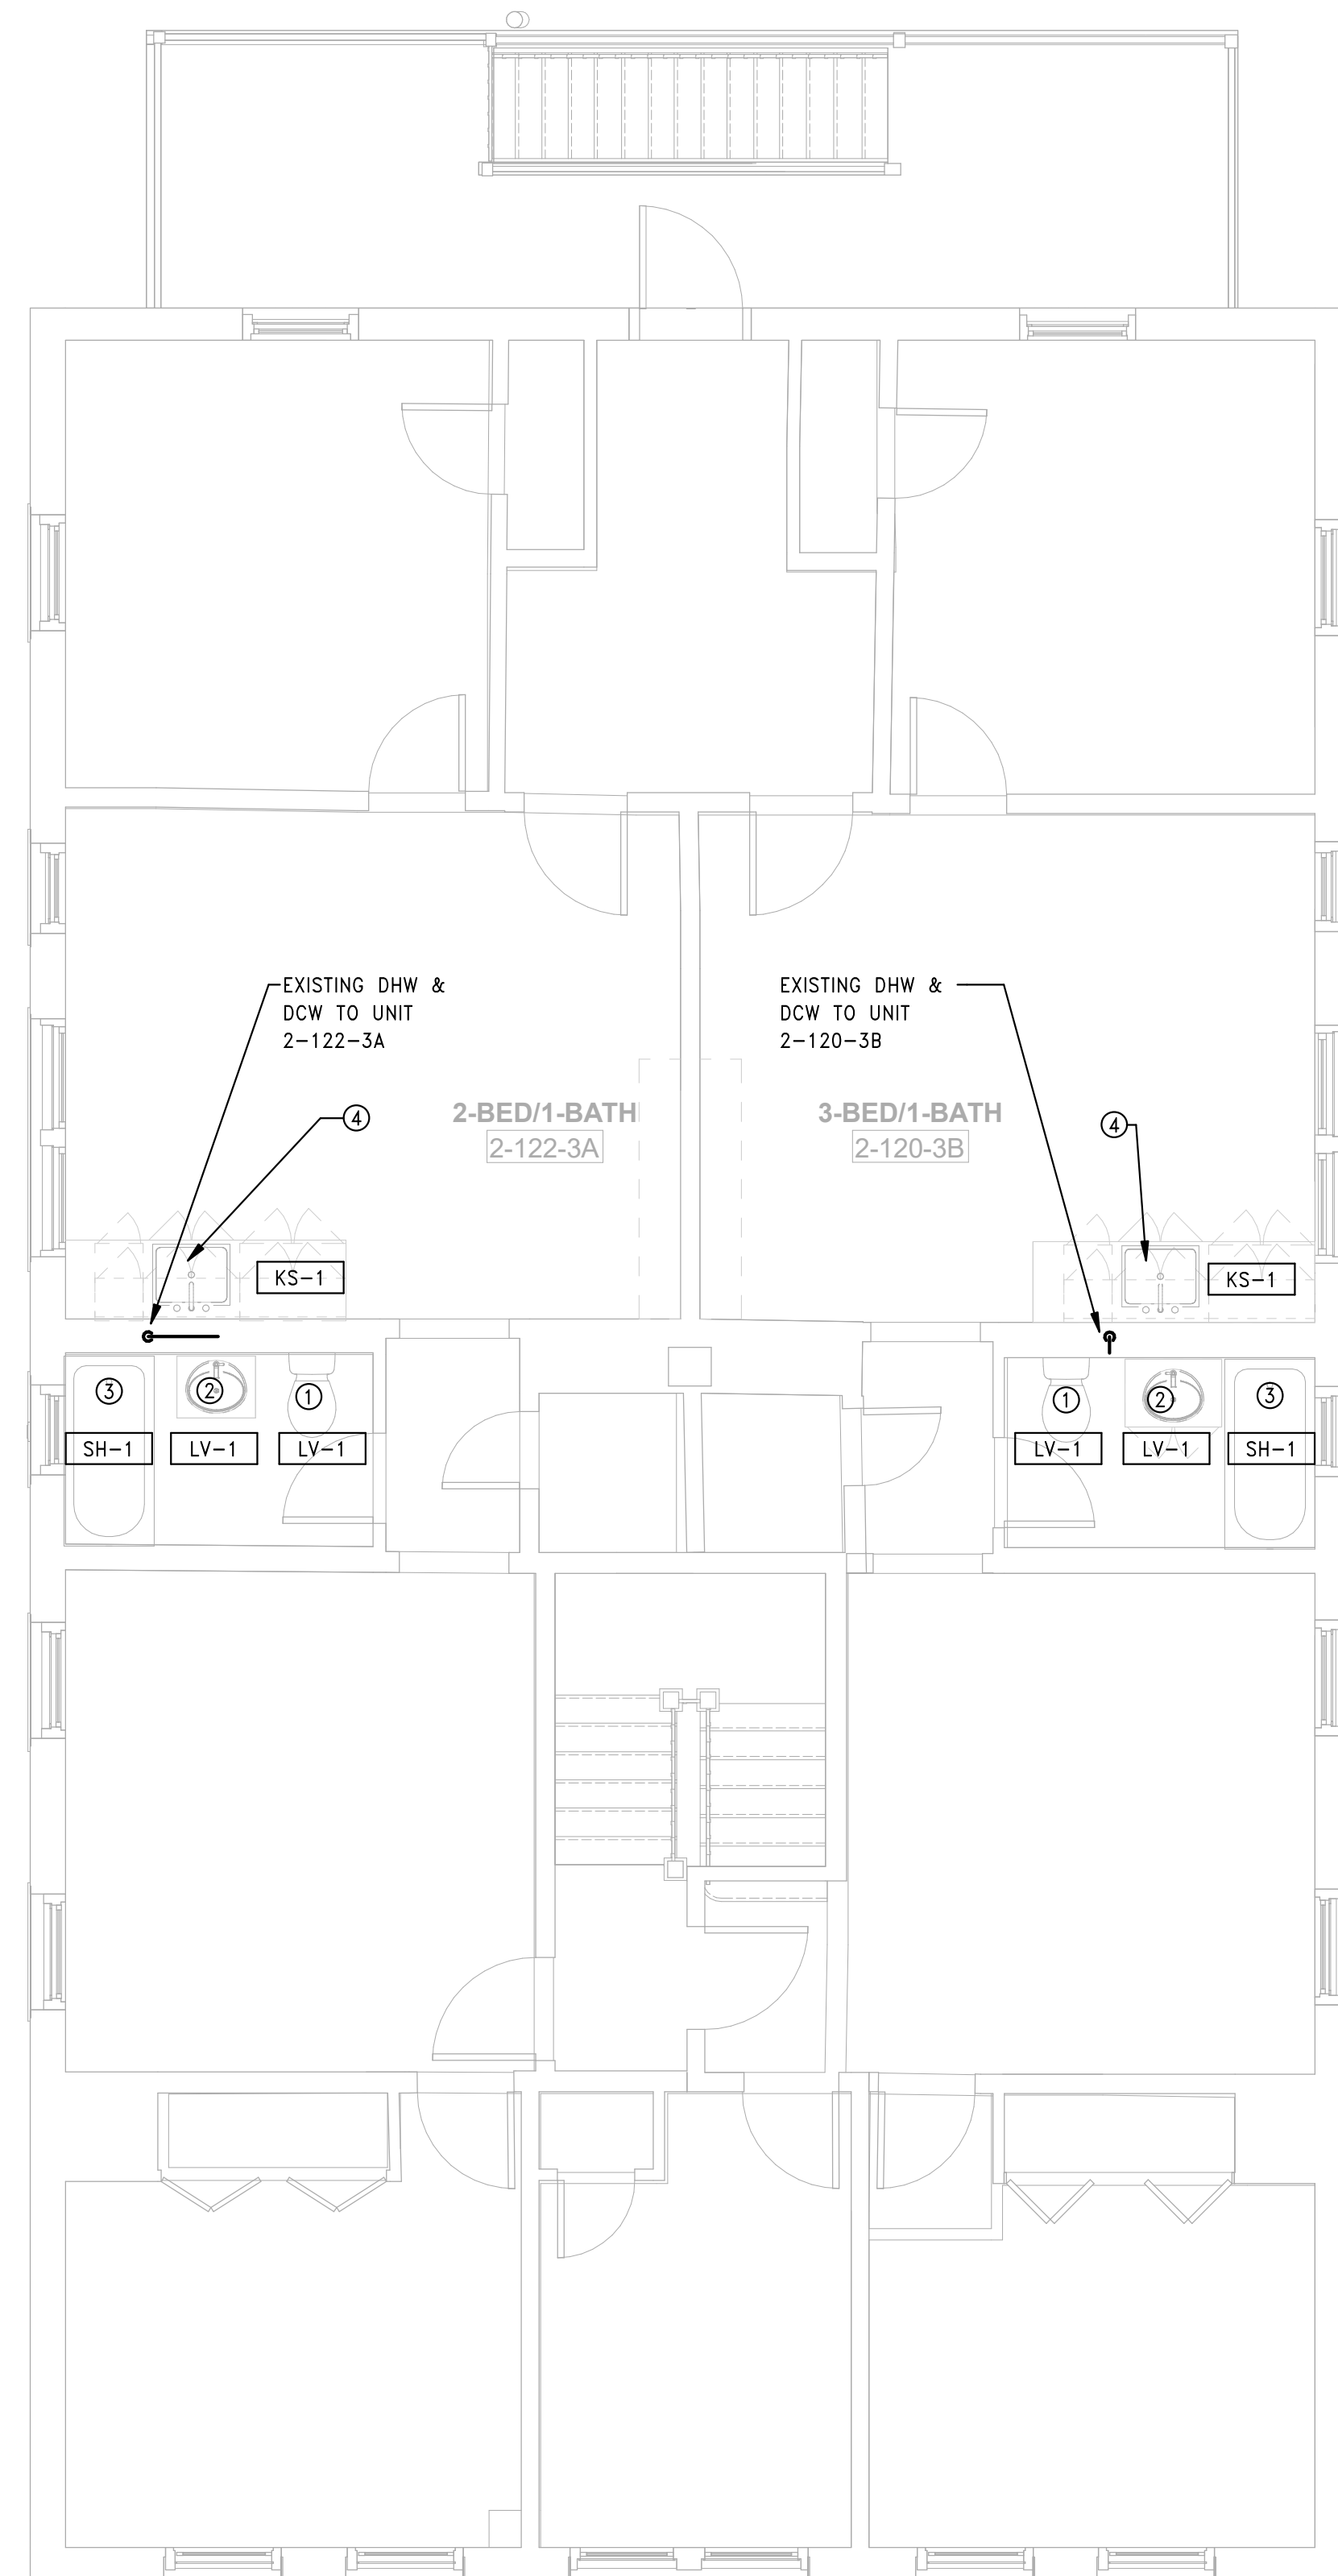 EXISTING DHW &
DCW TO UNIT
2-122-3A
EXISTING DHW &
DCW TO UNIT
2-120-3B
2-BED/1-BATH
2-122-3A
3-BED/1-BATH
2-120-3B
4
4
KS-1
KS-1
3
2
1
1
2
3
SH-1
LV-1
LV-1
LV-1
LV-1
SH-1